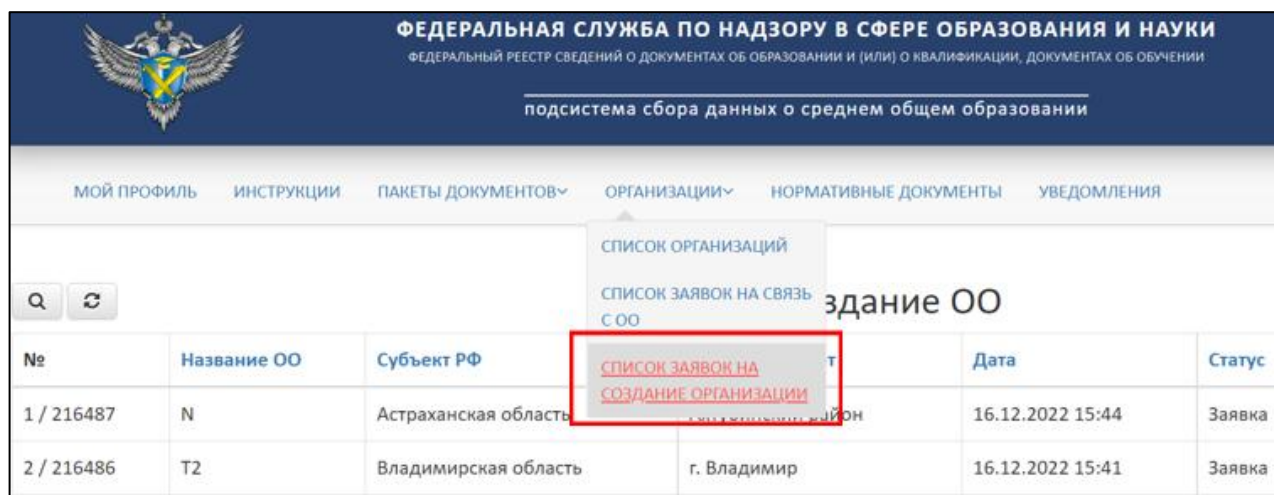 ФЕДЕРАЛЬНАЯ СЛУЖБА ПО НАДЗОРУ В СФЕРЕ ОБРАЗОВАНИЯ И НАУКИ
ФЕДЕРАЛЬНЫЙ РЕЕСТР СВЕДЕНИЙ О ДОКУМЕНТАХ ОБ ОБРАЗОВАНИИ И (ИЛИ) О КВАЛИФИКАЦИИ, ДОКУМЕНТАХ ОБ ОБУЧЕНИИ
подсистема сбора данных о среднем общем образовании
МОЙ ПРОФИЛЬ ИНСТРУКЦИИ ПАКЕТЫ ДОКУМЕНТОВ ОРГАНИЗАЦИИ НОРМАТИВНЫЕ ДОКУМЕНТЫ УВЕДОМЛЕНИЯ
СПИСОК ОРГАНИЗАЦИЙ
СПИСОК ЗАЯВОК НА СВЯЗЬ
С ОО
здание ОО
СПИСОК ЗАЯВОК НА
СОЗДАНИЕ ОРГАНИЗАЦИИ
№ Название ОО Субъект РФ т Дата Статус
1 / 216487 N Астраханская область район 16.12.2022 15:44 Заявка
2 / 216486 T2 Владимирская область г. Владимир 16.12.2022 15:41 Заявка